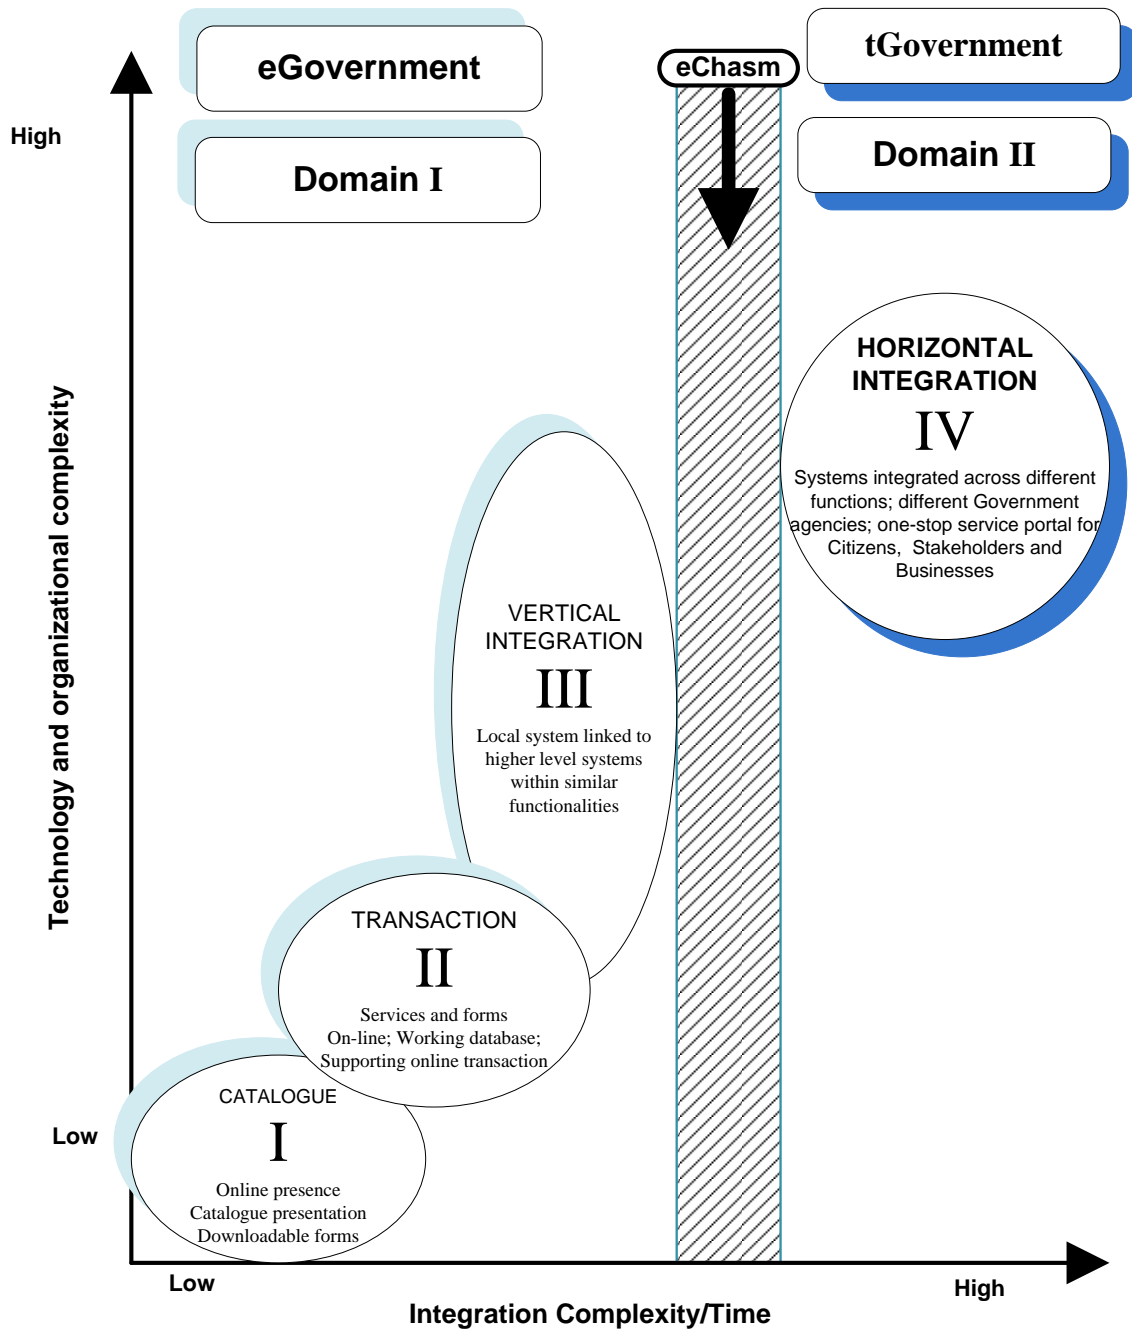 eGovernment
eChasm
tGovernment
High
Domain I
Domain II
HORIZONTAL
INTEGRATION
IV
Systems integrated across different
functions; different Government
agencies; one-stop service portal for
Citizens, Stakeholders and
Businesses
Technology and organizational complexity
VERTICAL
INTEGRATION
III
Local system linked to
higher level systems
within similar
functionalities
TRANSACTION
II
Services and forms
On-line; Working database;
Supporting online transaction
CATALOGUE
I
Online presence
Catalogue presentation
Downloadable forms
Low
Low
High
Integration Complexity/Time